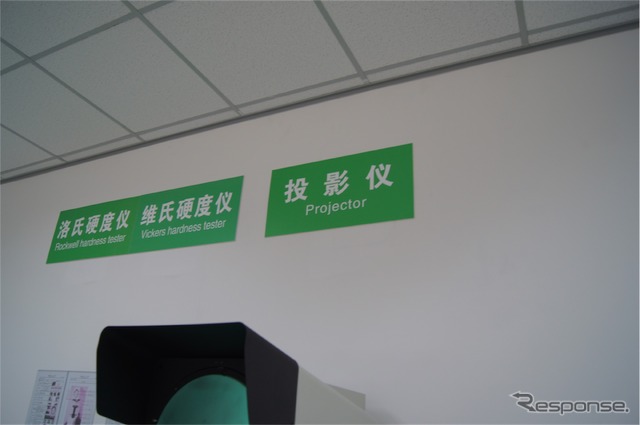 洛氏硬度仪
Rockwell hardness tester
维氏硬度仪
Vickers hardness tester
投影仪
Projector
Response.